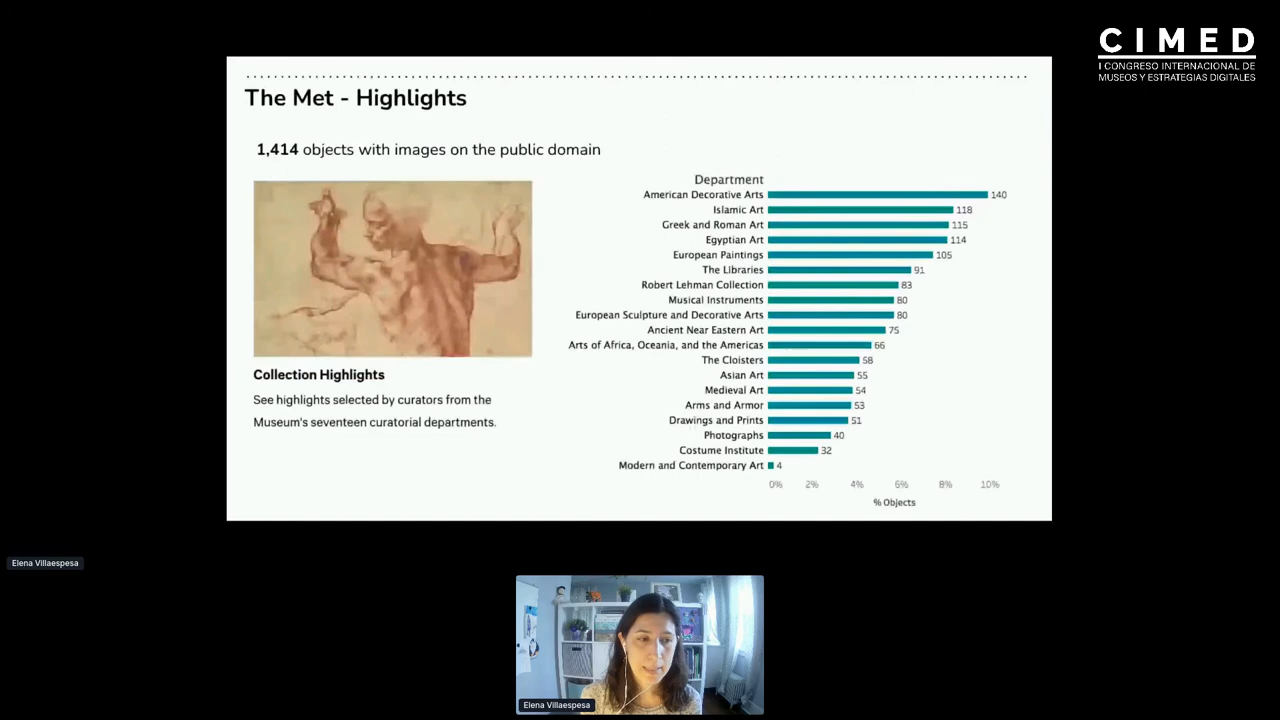 CIMED
I CONGRESO INTERNACIONAL DE
MUSEOS Y ESTRATEGIAS DIGITALES
The Met - Highlights
1,414 objects with images on the public domain
Collection Highlights
See highlights selected by curators from the
Museum's seventeen curatorial departments.
Department
American Decorative Arts 140
Islamic Art 118
Greek and Roman Art 115
Egyptian Art 114
European Paintings 105
The Libraries 91
Robert Lehman Collection 83
Musical Instruments 80
European Sculpture and Decorative Arts 80
Ancient Near Eastern Art 75
Arts of Africa, Oceania, and the Americas 66
The Cloisters 58
Asian Art 55
Medieval Art 54
Arms and Armor 53
Drawings and Prints 51
Photographs 40
Costume Institute 32
Modern and Contemporary Art 4
0% 2% 4% 6% 8% 10%
% Objects
Elena Villaespesa
Elena Villaespesa